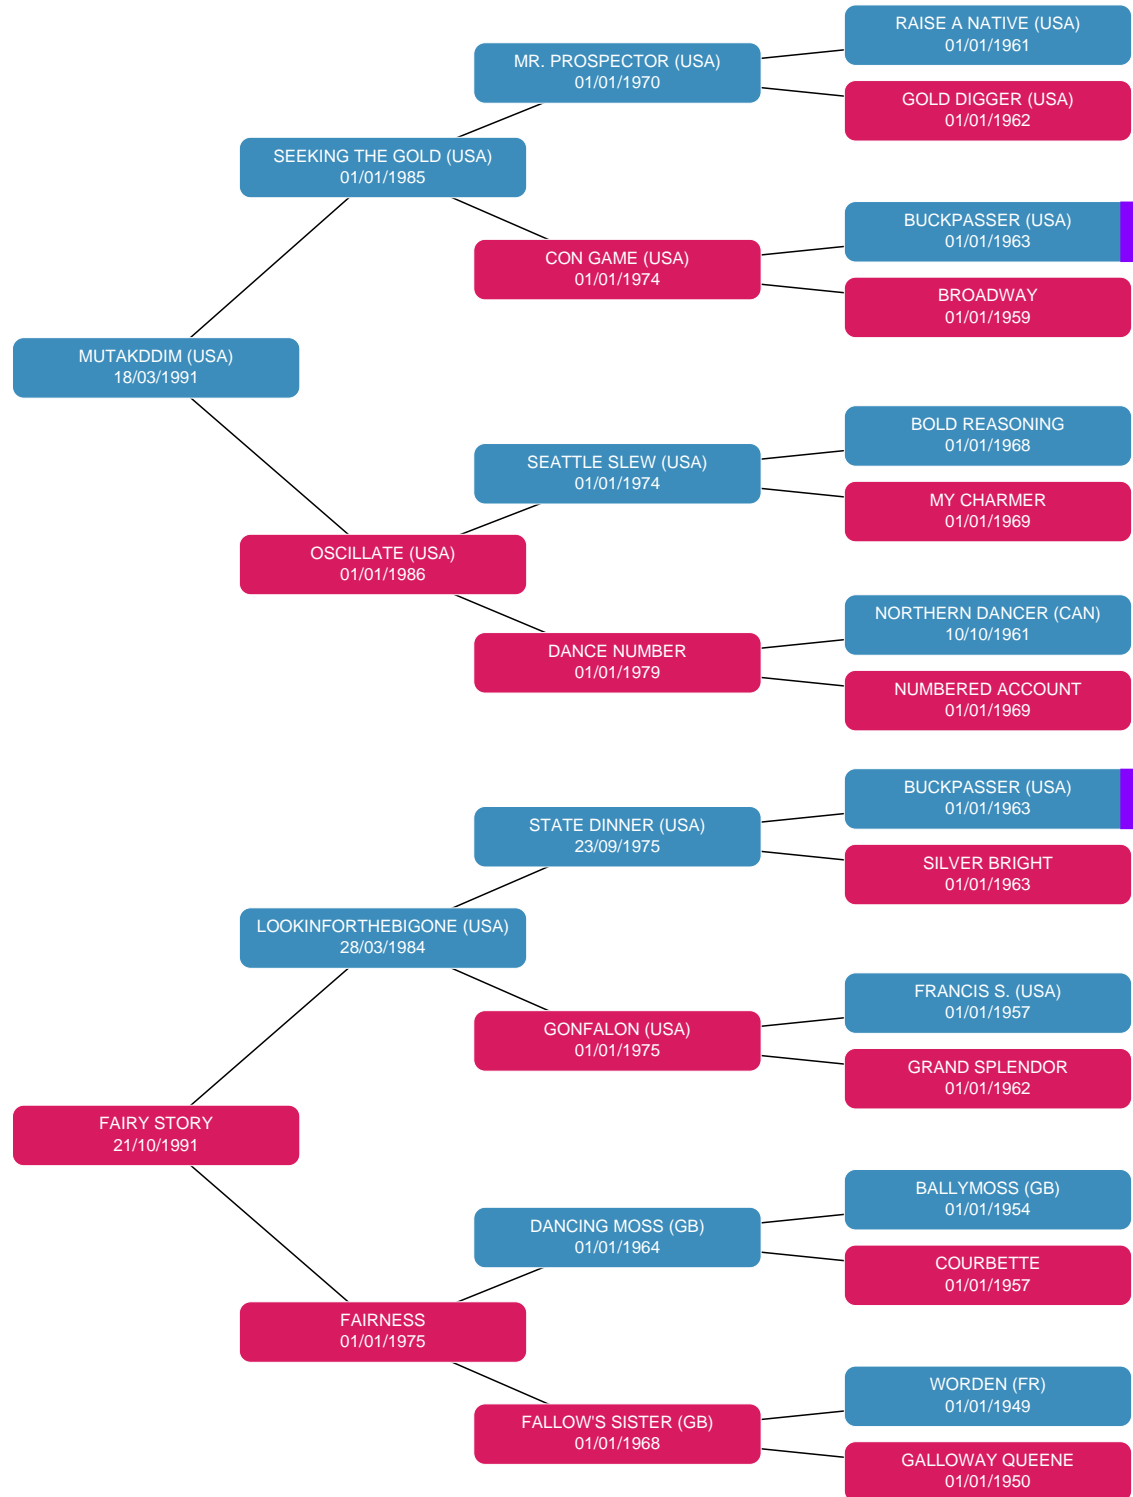 RAISE A NATIVE (USA)
01/01/1961
MR. PROSPECTOR (USA)
01/01/1970
GOLD DIGGER (USA)
01/01/1962
SEEKING THE GOLD (USA)
01/01/1985
BUCKPASSER (USA)
01/01/1963
CON GAME (USA)
01/01/1974
BROADWAY
01/01/1959
MUTAKDDIM (USA)
18/03/1991
BOLD REASONING
01/01/1968
SEATTLE SLEW (USA)
01/01/1974
MY CHARMER
01/01/1969
OSCILLATE (USA)
01/01/1986
NORTHERN DANCER (CAN)
10/10/1961
DANCE NUMBER
01/01/1979
NUMBERED ACCOUNT
01/01/1969
BUCKPASSER (USA)
01/01/1963
STATE DINNER (USA)
23/09/1975
SILVER BRIGHT
01/01/1963
LOOKINFORTHEBIGONE (USA)
28/03/1984
FRANCIS S. (USA)
01/01/1957
GONFALON (USA)
01/01/1975
GRAND SPLENDOR
01/01/1962
FAIRY STORY
21/10/1991
BALLYMOSS (GB)
01/01/1954
DANCING MOSS (GB)
01/01/1964
COURBETTE
01/01/1957
FAIRNESS
01/01/1975
WORDEN (FR)
01/01/1949
FALLOW'S SISTER (GB)
01/01/1968
GALLOWAY QUEENE
01/01/1950